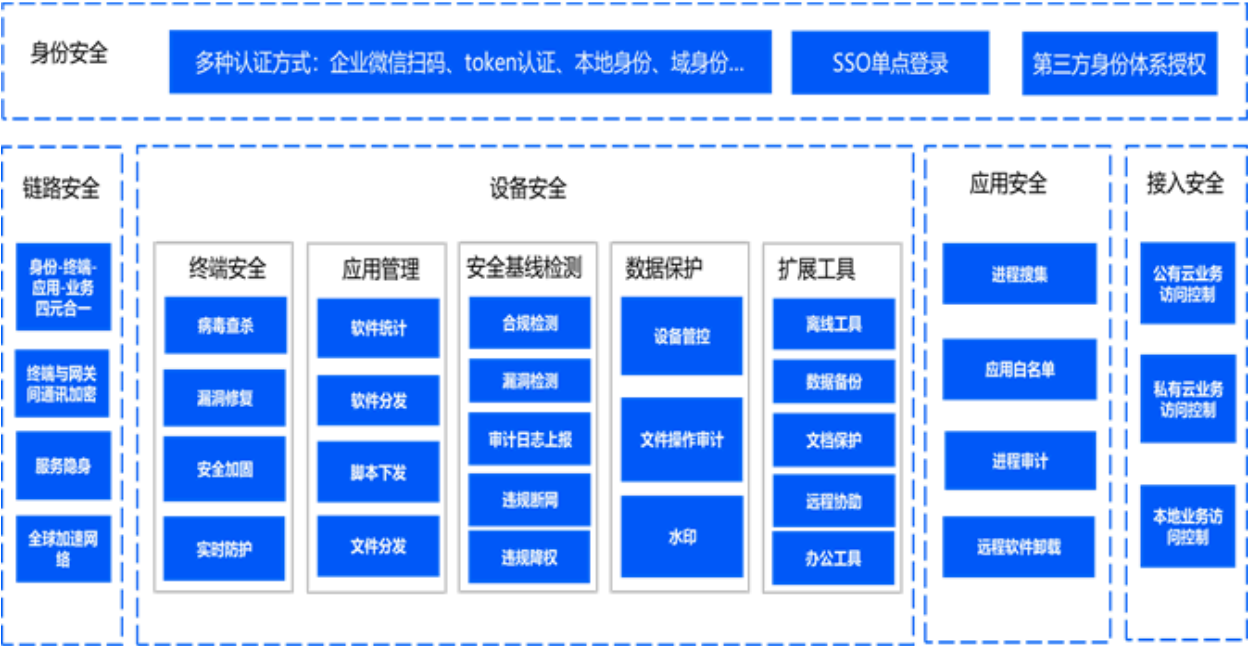 身份安全
多种认证方式：企业微信扫码、token认证、本地身份、域身份...
SSO单点登录
第三方身份体系授权
链路安全
身份-终端-
应用-业务
四元合一
终端与网关
间通讯加密
服务隐身
全球加速网
络
设备安全
终端安全
病毒查杀
漏洞修复
安全加固
实时防护
应用管理
软件统计
软件分发
脚本下发
文件分发
安全基线检测
合规检测
漏洞检测
审计日志上报
违规断网
违规降权
数据保护
设备管控
文件操作审计
水印
扩展工具
离线工具
数据备份
文档保护
远程协助
办公工具
应用安全
进程搜集
应用白名单
进程审计
远程软件卸载
接入安全
公有云业务
访问控制
私有云业务
访问控制
本地业务访
问控制